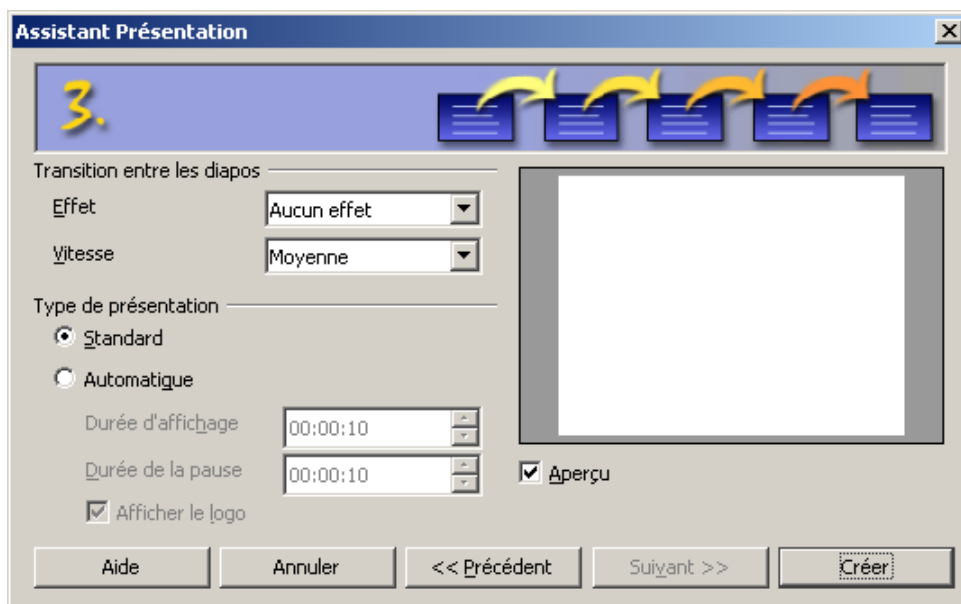 Assistant Présentation
3.
Transition entre les diapos
Effet
Aucun effet
Vitesse
Moyenne
Type de présentation
Standard
Automatique
Durée d'affichage
00:00:10
Durée de la pause
00:00:10
Afficher le logo
Aperçu
Aide
Annuler
<< Précédent
Suivant >>
Créer